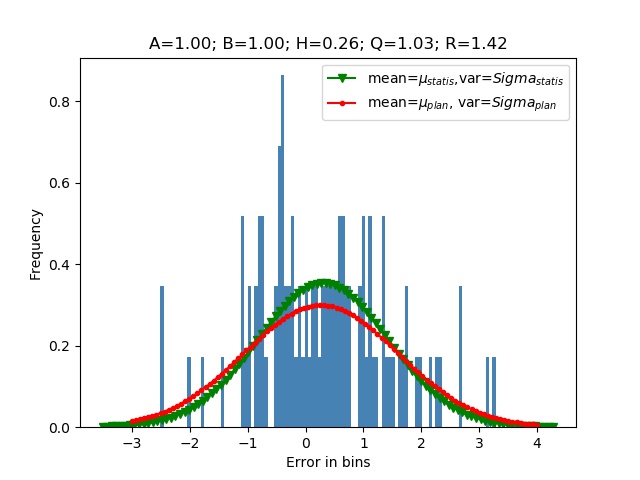 A=1.00; B=1.00; H=0.26; Q=1.03; R=1.42
mean=μstatis,var=Sigmastatis
mean=μplan, var=Sigmaplan
0.8
0.6
0.4
0.2
0.0
Frequency
−3 −2 −1 0 1 2 3 4
Error in bins